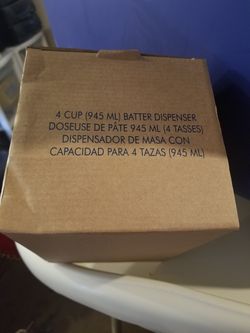 4 CUP (945 ML) BATTER DISPENSER
DOSEUSE DE PÂTE 945 ML (4 TASSES)
DISPENSADOR DE MASA CON
CAPACIDAD PARA 4 TAZAS (945 ML)